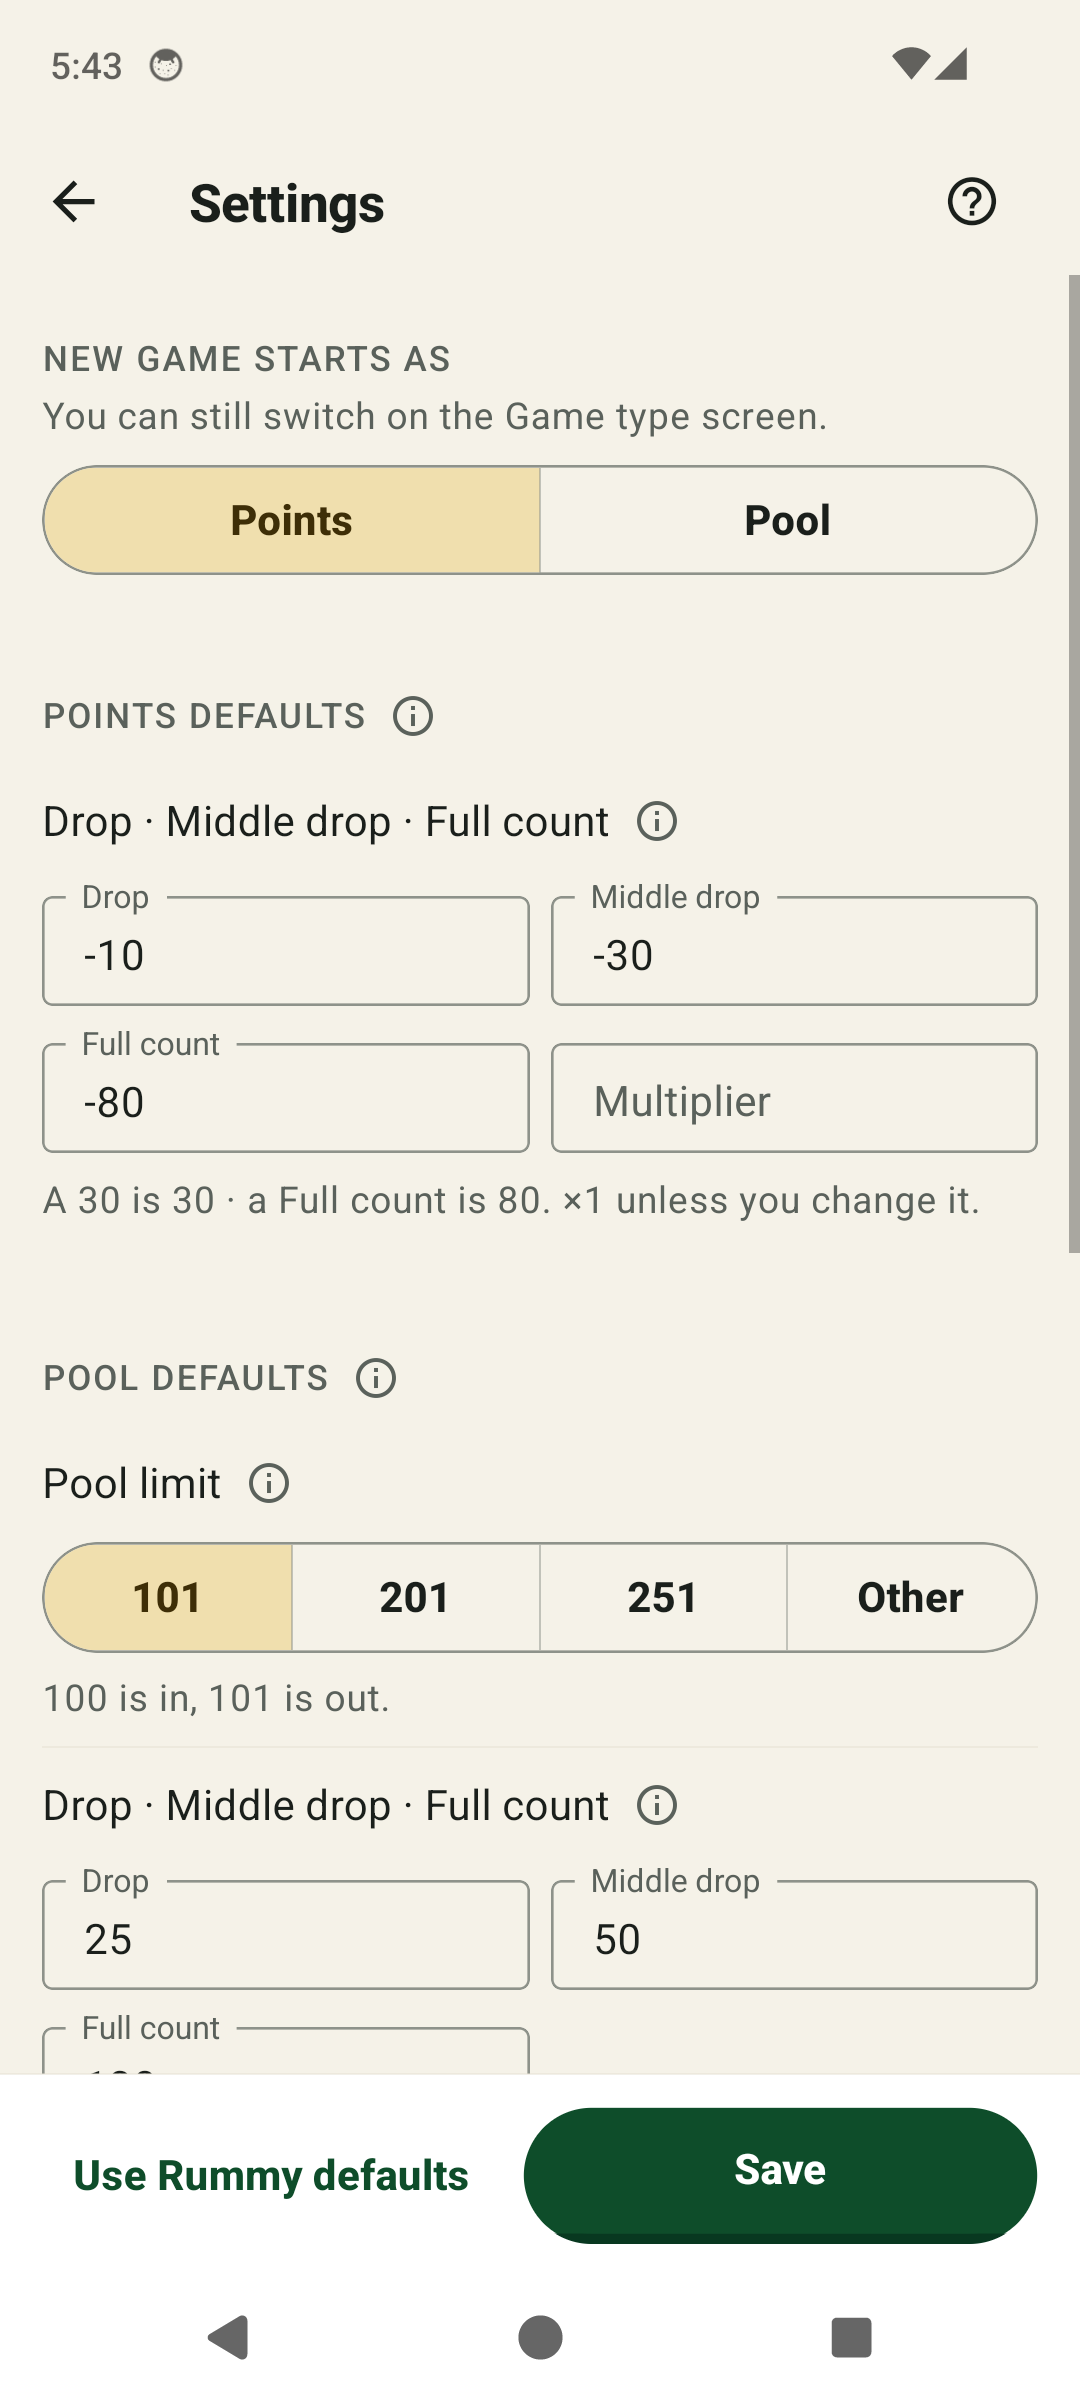 5:43
Settings
NEW GAME STARTS AS
You can still switch on the Game type screen.
Points
Pool
POINTS DEFAULTS
Drop · Middle drop · Full count
Drop
Middle drop
-10
-30
Full count
-80
Multiplier
A 30 is 30 · a Full count is 80. ×1 unless you change it.
POOL DEFAULTS
Pool limit
101
201
251
Other
100 is in, 101 is out.
Drop · Middle drop · Full count
Drop
Middle drop
25
50
Full count
Use Rummy defaults
Save